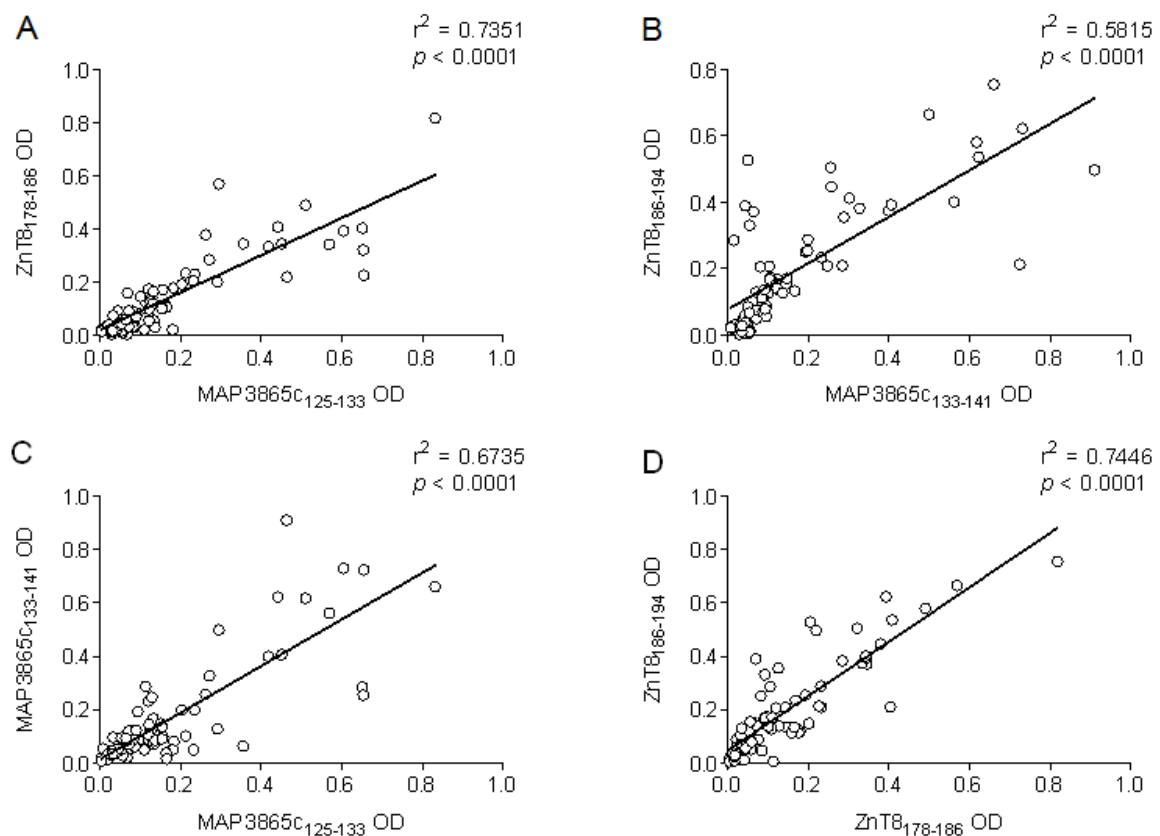 A
r² = 0.7351
p < 0.0001
ZnT8₁₇₈₋₁₈₆ OD
1.0
0.8
0.6
0.4
0.2
0.0
0.0 0.2 0.4 0.6 0.8 1.0
MAP3865c₁₂₅₋₁₃₃ OD
B
r² = 0.5815
p < 0.0001
ZnT8₁₈₆₋₁₉₄ OD
0.8
0.6
0.4
0.2
0.0
0.0 0.2 0.4 0.6 0.8 1.0
MAP3865c₁₃₃₋₁₄₁ OD
C
r² = 0.6735
p < 0.0001
MAP3865c₁₃₃₋₁₄₁ OD
1.0
0.8
0.6
0.4
0.2
0.0
0.0 0.2 0.4 0.6 0.8 1.0
MAP3865c₁₂₅₋₁₃₃ OD
D
r² = 0.7446
p < 0.0001
ZnT8₁₈₆₋₁₉₄ OD
1.0
0.8
0.6
0.4
0.2
0.0
0.0 0.2 0.4 0.6 0.8 1.0
ZnT8₁₇₈₋₁₈₆ OD